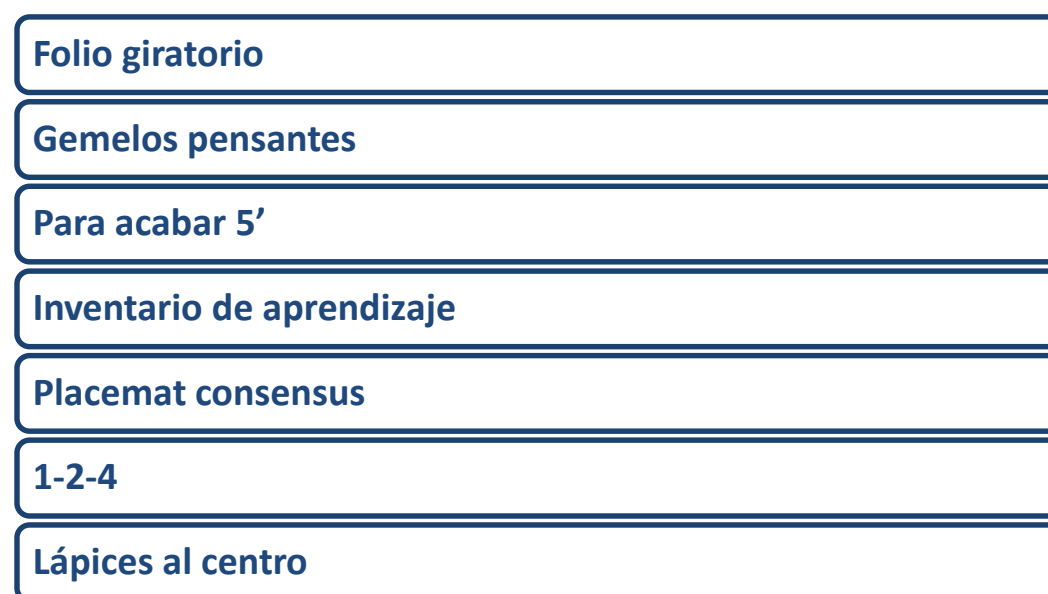 Folio giratorio
Gemelos pensantes
Para acabar 5’
Inventario de aprendizaje
Placemat consensus
1-2-4
Lápices al centro